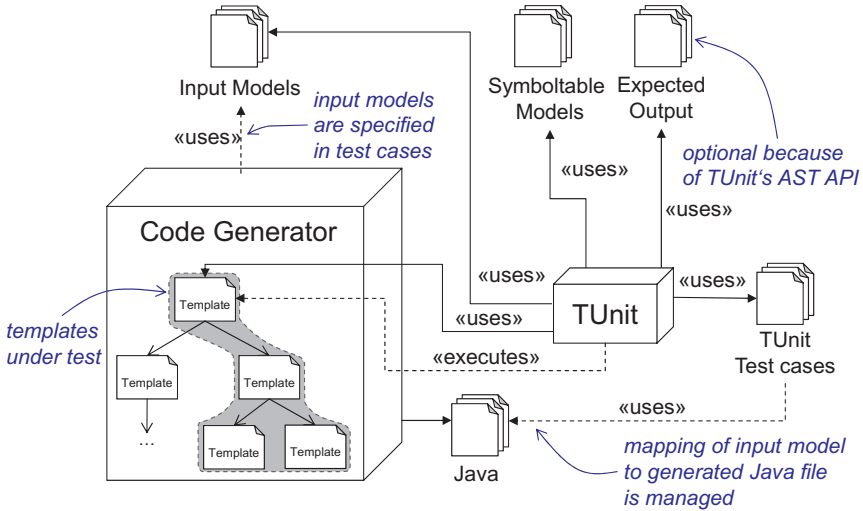 Input Models
Symboltable
Models
Expected
Output
input models
are specified
in test cases
«uses»
optional because
of TUnit‘s AST API
«uses»
«uses»
Code Generator
«uses»
«uses»
Template
TUnit
«uses»
templates
under test
TUnit
Test cases
«executes»
Template
Template
...
«uses»
Template
Template
Java
mapping of input model
to generated Java file
is managed